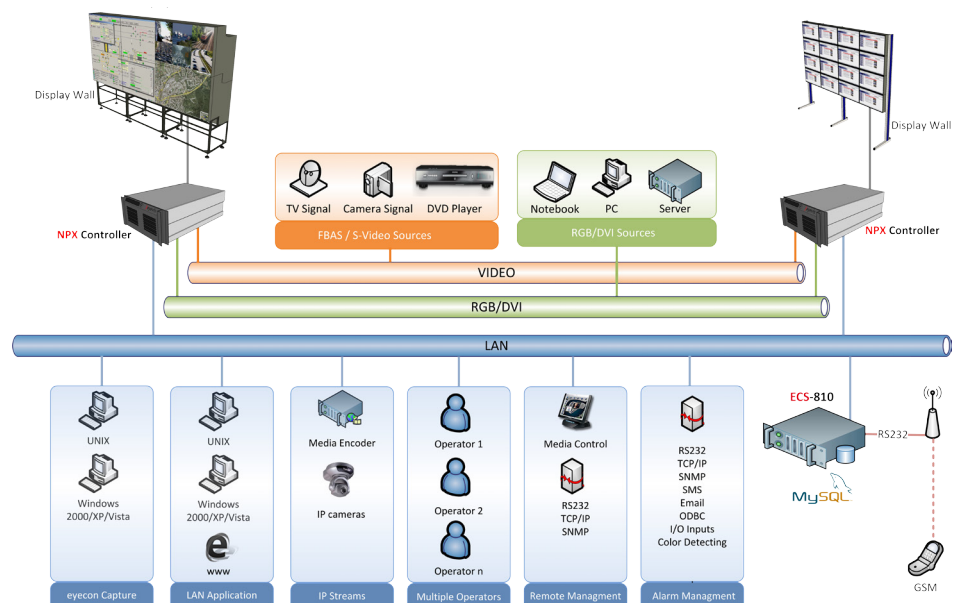 Display Wall
Display Wall
TV Signal
Camera Signal
DVD Player
FBAS / S-Video Sources
Notebook
PC
Server
RGB/DVI Sources
NPX Controller
NPX Controller
VIDEO
RGB/DVI
LAN
UNIX
Windows
2000/XP/Vista
eyecon Capture
UNIX
Windows
2000/XP/Vista
www
LAN Application
Media Encoder
IP cameras
IP Streams
Operator 1
Operator 2
Operator n
Multiple Operators
Media Control
RS232
TCP/IP
SNMP
Remote Managment
RS232
TCP/IP
SNMP
SMS
Email
ODBC
I/O Inputs
Color Detecting
Alarm Managment
ECS-810
MySQL
RS232
GSM